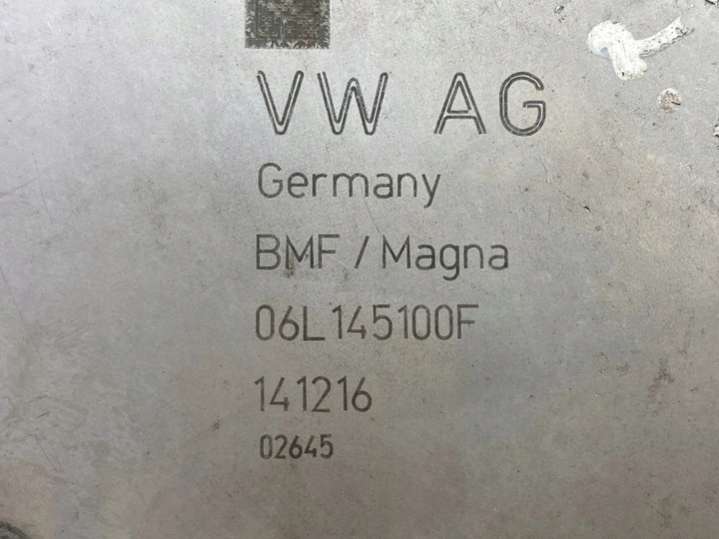 VW AG
Germany
BMF / Magna
06L145100F
141216
02645